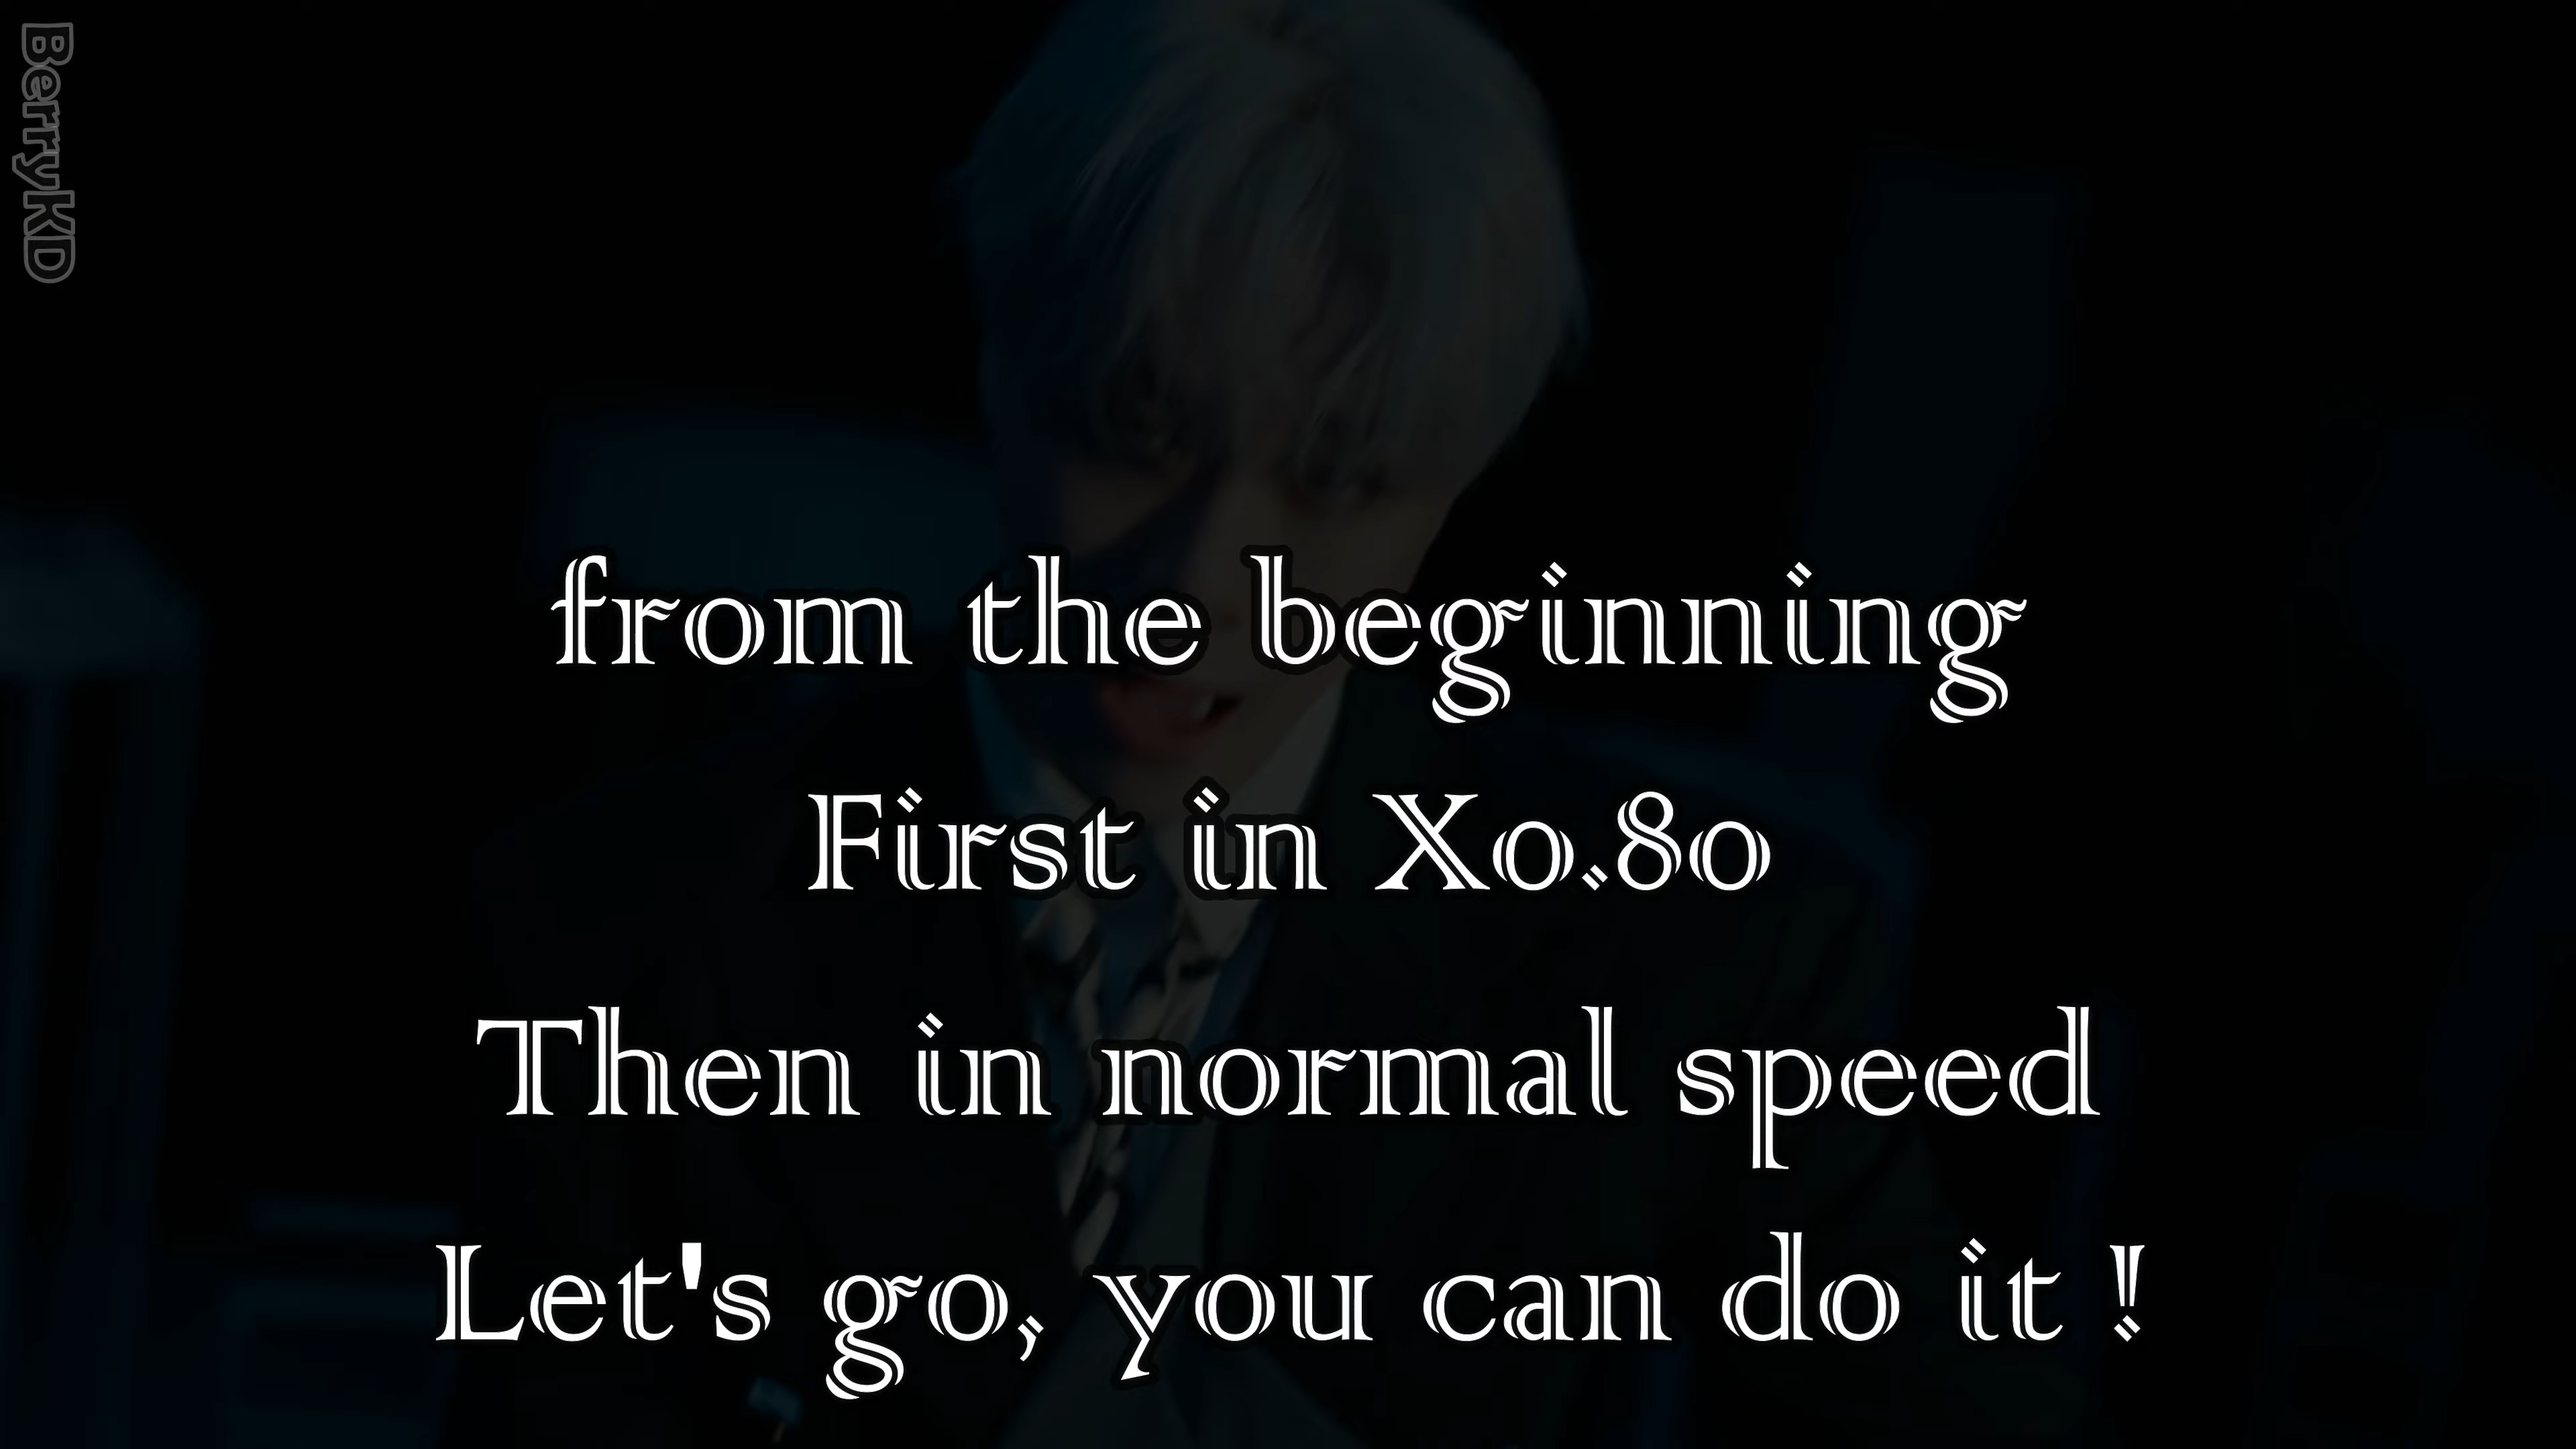 BerryKD
from the beginning
First in X0.80
Then in normal speed
Let's go, you can do it !